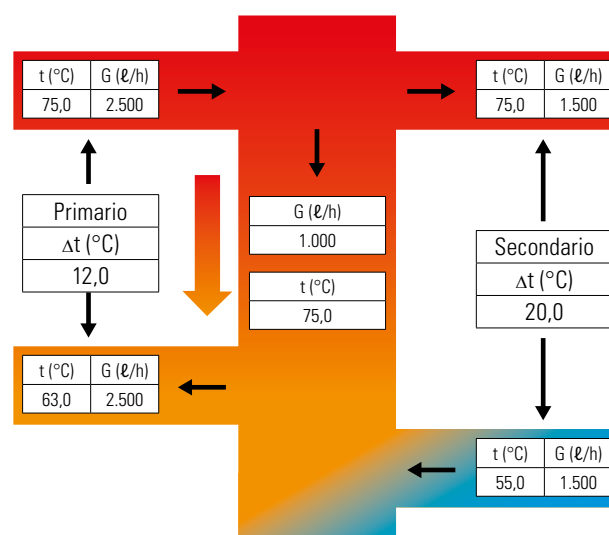 t (°C) G (ℓ/h)
75,0 2.500
t (°C) G (ℓ/h)
75,0 1.500
Primario
Δt (°C)
12,0
G (ℓ/h)
1.000
t (°C)
75,0
Secondario
Δt (°C)
20,0
t (°C) G (ℓ/h)
63,0 2.500
t (°C) G (ℓ/h)
55,0 1.500